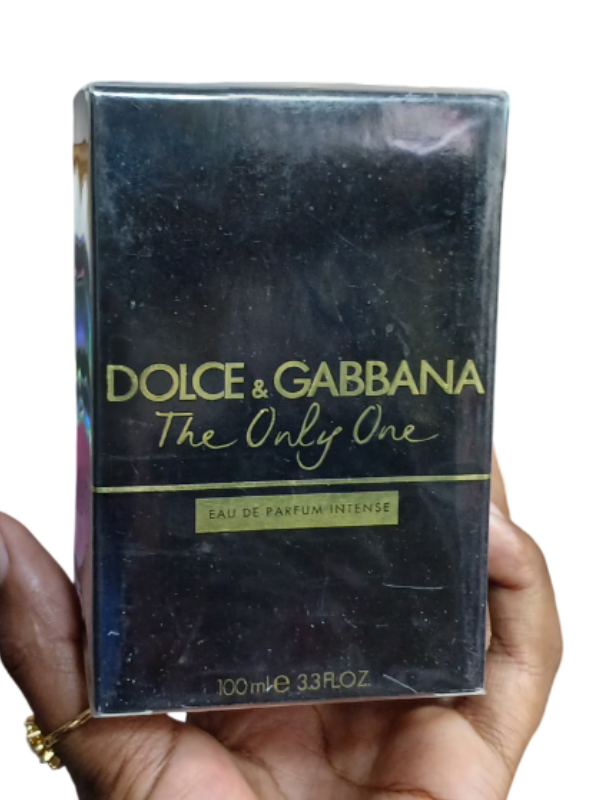 DOLCE & GABBANA
The Only One
EAU DE PARFUM INTENSE
100 ml e 3.3 FL.OZ.